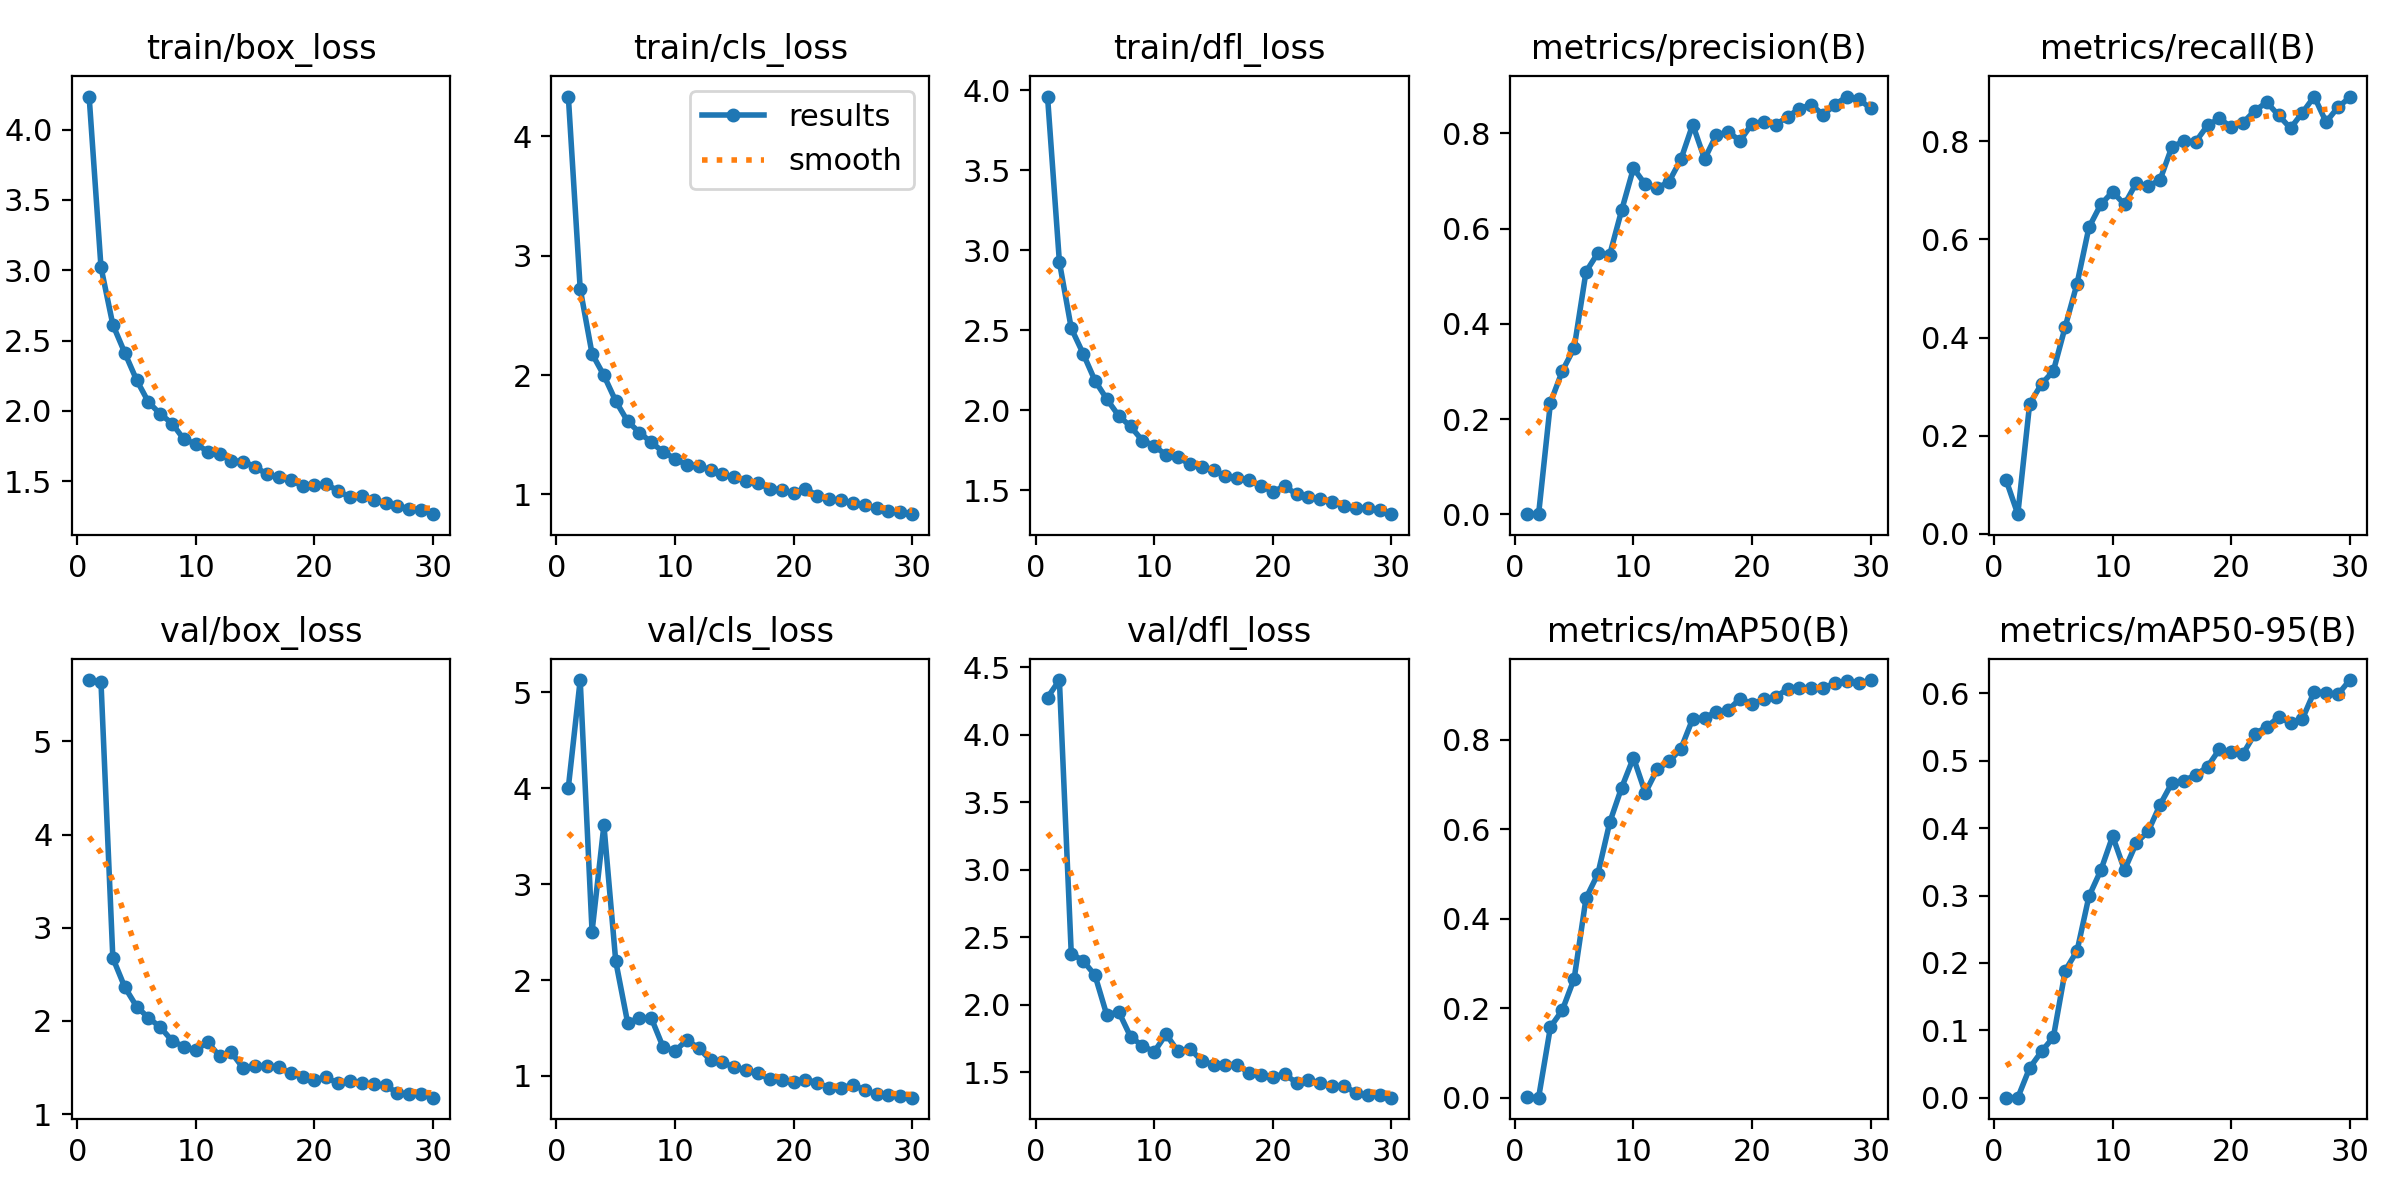 train/box_loss
4.0
3.5
3.0
2.5
2.0
1.5
0 10 20 30
train/cls_loss
results
smooth
4
3
2
1
0 10 20 30
train/dfl_loss
4.0
3.5
3.0
2.5
2.0
1.5
0 10 20 30
metrics/precision(B)
0.8
0.6
0.4
0.2
0.0
0 10 20 30
metrics/recall(B)
0.8
0.6
0.4
0.2
0.0
0 10 20 30
val/box_loss
5
4
3
2
1
0 10 20 30
val/cls_loss
5
4
3
2
1
0 10 20 30
val/dfl_loss
4.5
4.0
3.5
3.0
2.5
2.0
1.5
0 10 20 30
metrics/mAP50(B)
0.8
0.6
0.4
0.2
0.0
0 10 20 30
metrics/mAP50-95(B)
0.6
0.5
0.4
0.3
0.2
0.1
0.0
0 10 20 30